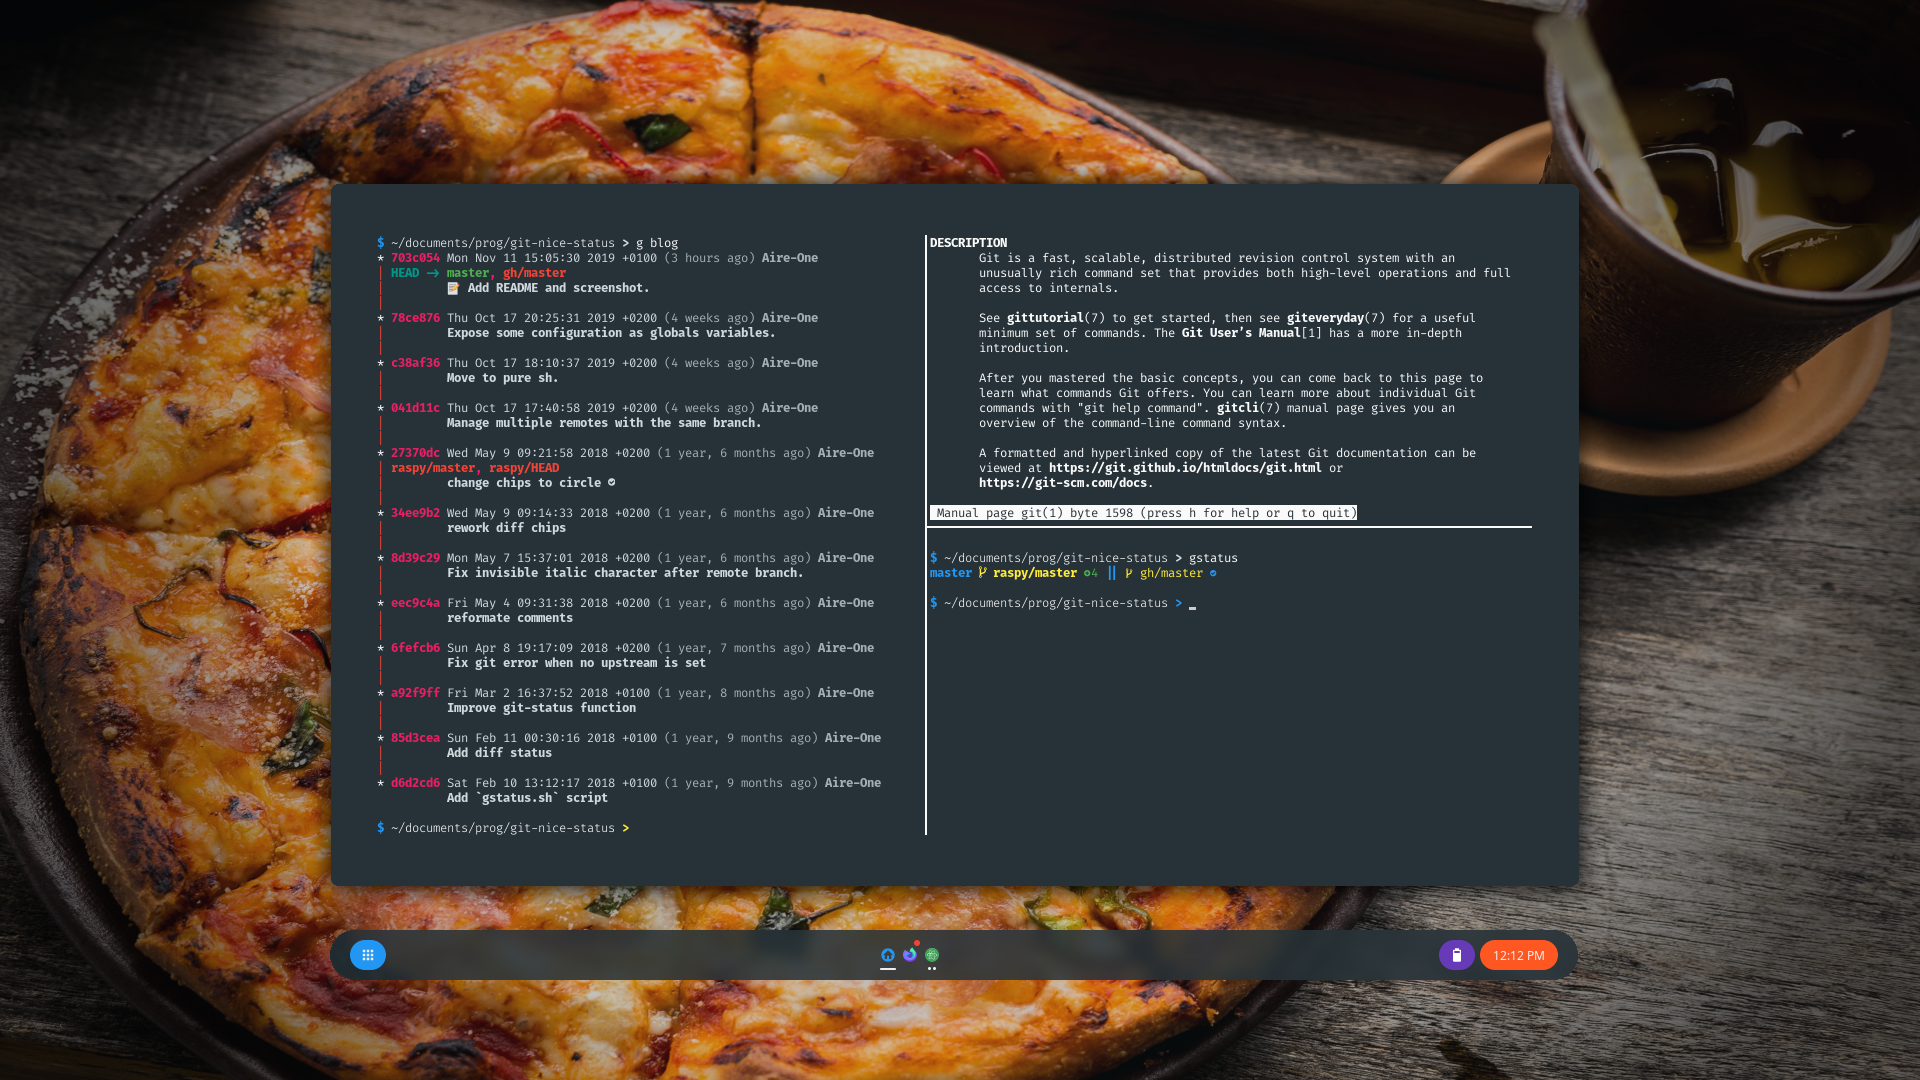 $ ~/documents/prog/git-nice-status > g blog
* 703c054 Mon Nov 11 15:05:30 2019 +0100 (3 hours ago) Aire-One
| HEAD -> master, gh/master
| 📝 Add README and screenshot.
|
* 78ce876 Thu Oct 17 20:25:31 2019 +0200 (4 weeks ago) Aire-One
| Expose some configuration as globals variables.
|
* c38af36 Thu Oct 17 18:10:37 2019 +0200 (4 weeks ago) Aire-One
| Move to pure sh.
|
* 041d11c Thu Oct 17 17:40:58 2019 +0200 (4 weeks ago) Aire-One
| Manage multiple remotes with the same branch.
|
* 27370dc Wed May 9 09:21:58 2018 +0200 (1 year, 6 months ago) Aire-One
| raspy/master, raspy/HEAD
| change chips to circle
|
* 34ee9b2 Wed May 9 09:14:33 2018 +0200 (1 year, 6 months ago) Aire-One
| rework diff chips
|
* 8d39c29 Mon May 7 15:37:01 2018 +0200 (1 year, 6 months ago) Aire-One
| Fix invisible italic character after remote branch.
|
* eec9c4a Fri May 4 09:31:38 2018 +0200 (1 year, 6 months ago) Aire-One
| reformate comments
|
* 6fefcb6 Sun Apr 8 19:17:09 2018 +0200 (1 year, 7 months ago) Aire-One
| Fix git error when no upstream is set
|
* a92f9ff Fri Mar 2 16:37:52 2018 +0100 (1 year, 8 months ago) Aire-One
| Improve git-status function
|
* 85d3cea Sun Feb 11 00:30:16 2018 +0100 (1 year, 9 months ago) Aire-One
| Add diff status
|
* d6d2cd6 Sat Feb 10 13:12:17 2018 +0100 (1 year, 9 months ago) Aire-One
Add `gstatus.sh` script
$ ~/documents/prog/git-nice-status >
DESCRIPTION
Git is a fast, scalable, distributed revision control system with an
unusually rich command set that provides both high-level operations and full
access to internals.
See gittutorial(7) to get started, then see giteveryday(7) for a useful
minimum set of commands. The Git User’s Manual[1] has a more in-depth
introduction.
After you mastered the basic concepts, you can come back to this page to
learn what commands Git offers. You can learn more about individual Git
commands with "git help command". gitcli(7) manual page gives you an
overview of the command-line command syntax.
A formatted and hyperlinked copy of the latest Git documentation can be
viewed at https://git.github.io/htmldocs/git.html or
https://git-scm.com/docs.
Manual page git(1) byte 1598 (press h for help or q to quit)
$ ~/documents/prog/git-nice-status > gstatus
master raspy/master 4 || gh/master
$ ~/documents/prog/git-nice-status > _
12:12 PM